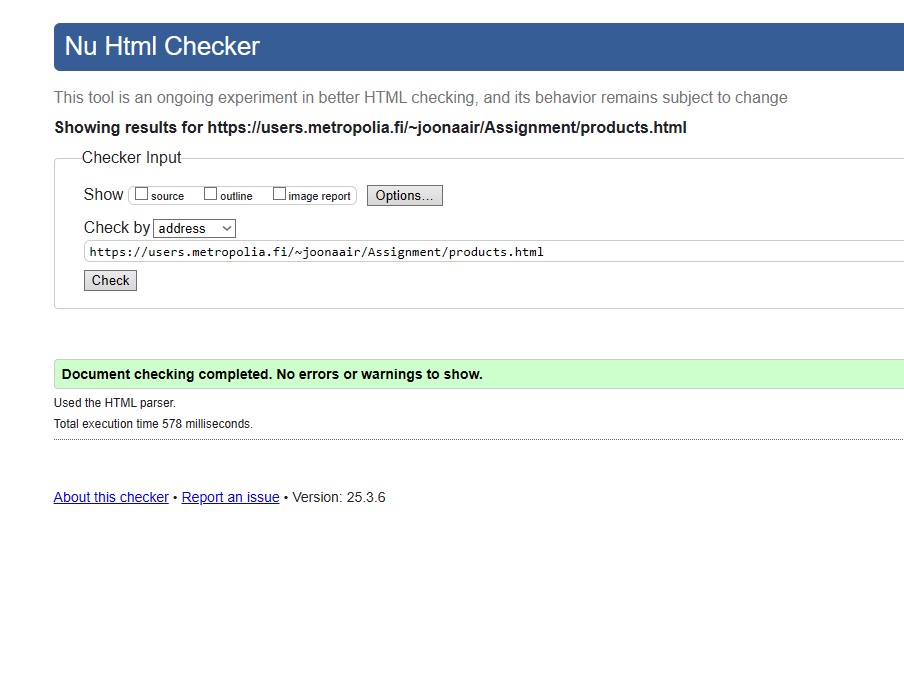 Nu Html Checker
This tool is an ongoing experiment in better HTML checking, and its behavior remains subject to change
Showing results for https://users.metropolia.fi/~joonaair/Assignment/products.html
Checker Input
Show source outline image report Options...
Check by address
https://users.metropolia.fi/~joonaair/Assignment/products.html
Check
Document checking completed. No errors or warnings to show.
Used the HTML parser.
Total execution time 578 milliseconds.
About this checker • Report an issue • Version: 25.3.6